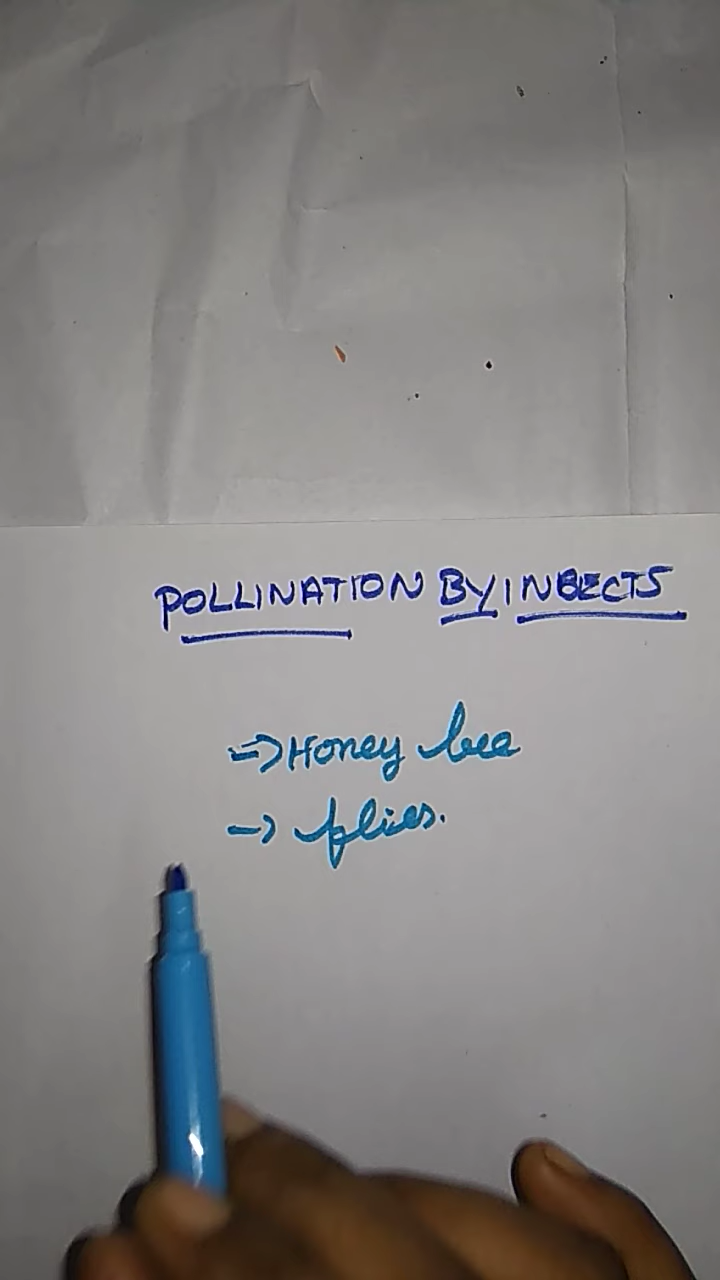 POLLINATION BY INSECTS
→ Honey bee
→ flies.